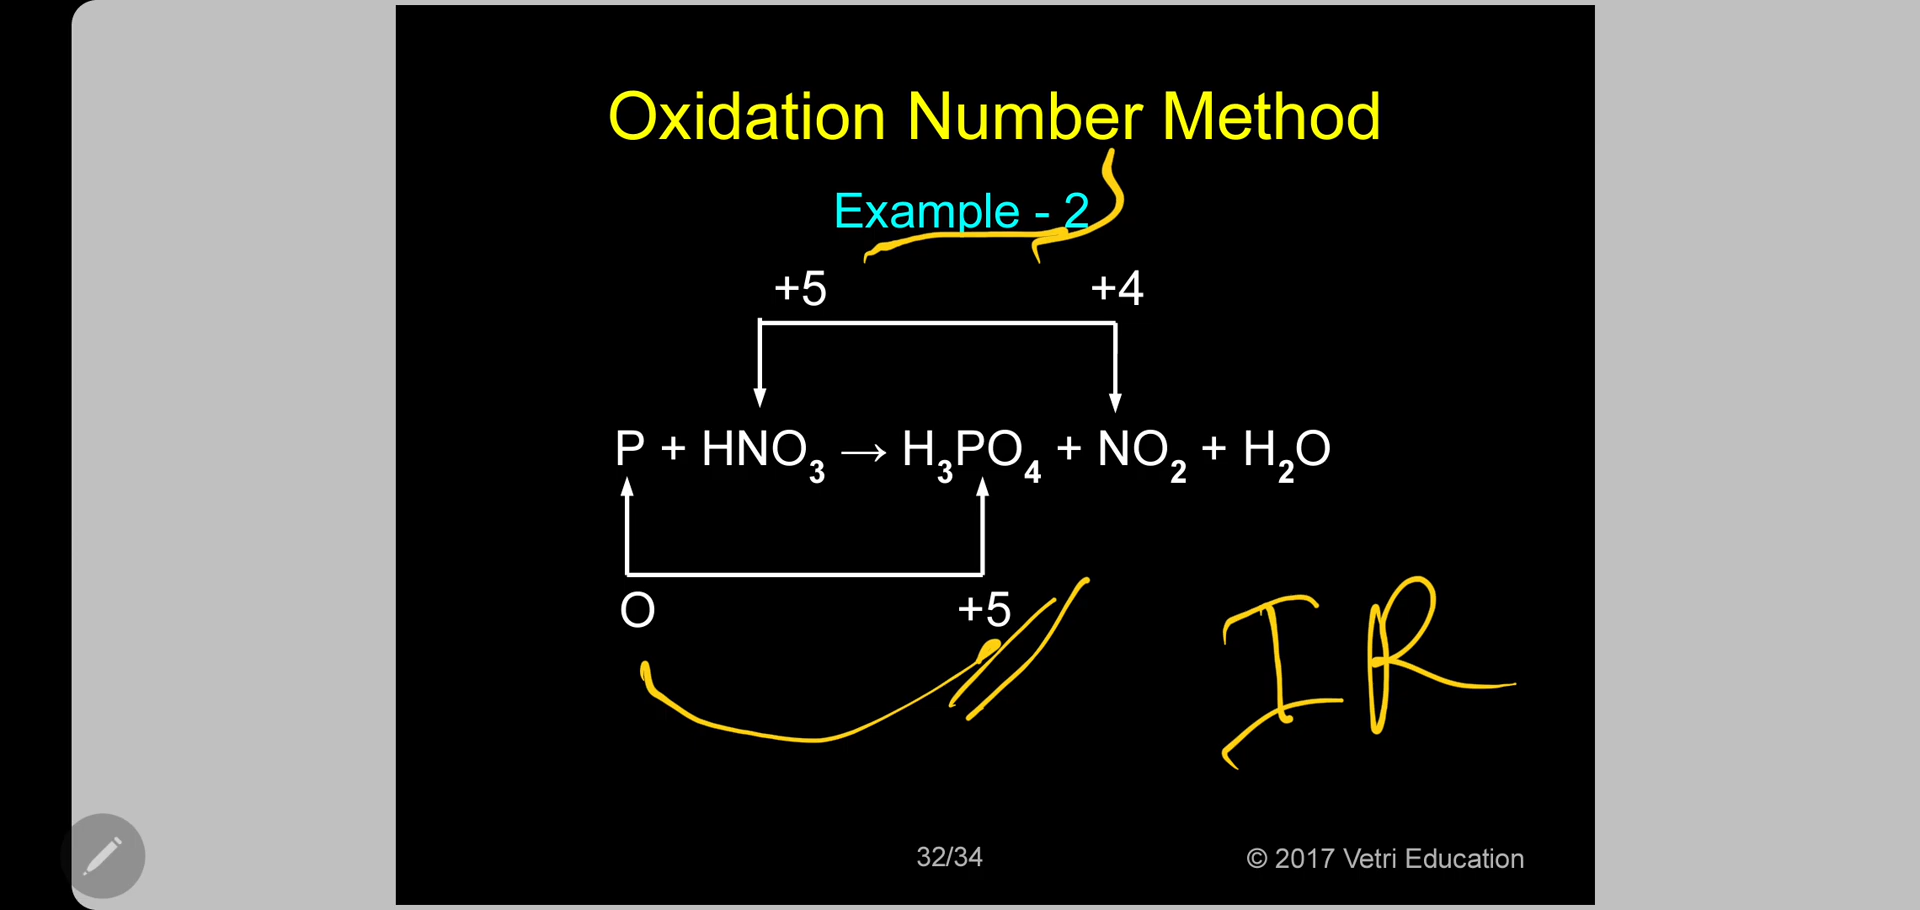 Oxidation Number Method
Example - 2
+5 +4
P + HNO₃ → H₃PO₄ + NO₂ + H₂O
O +5
IR
32/34 © 2017 Vetri Education